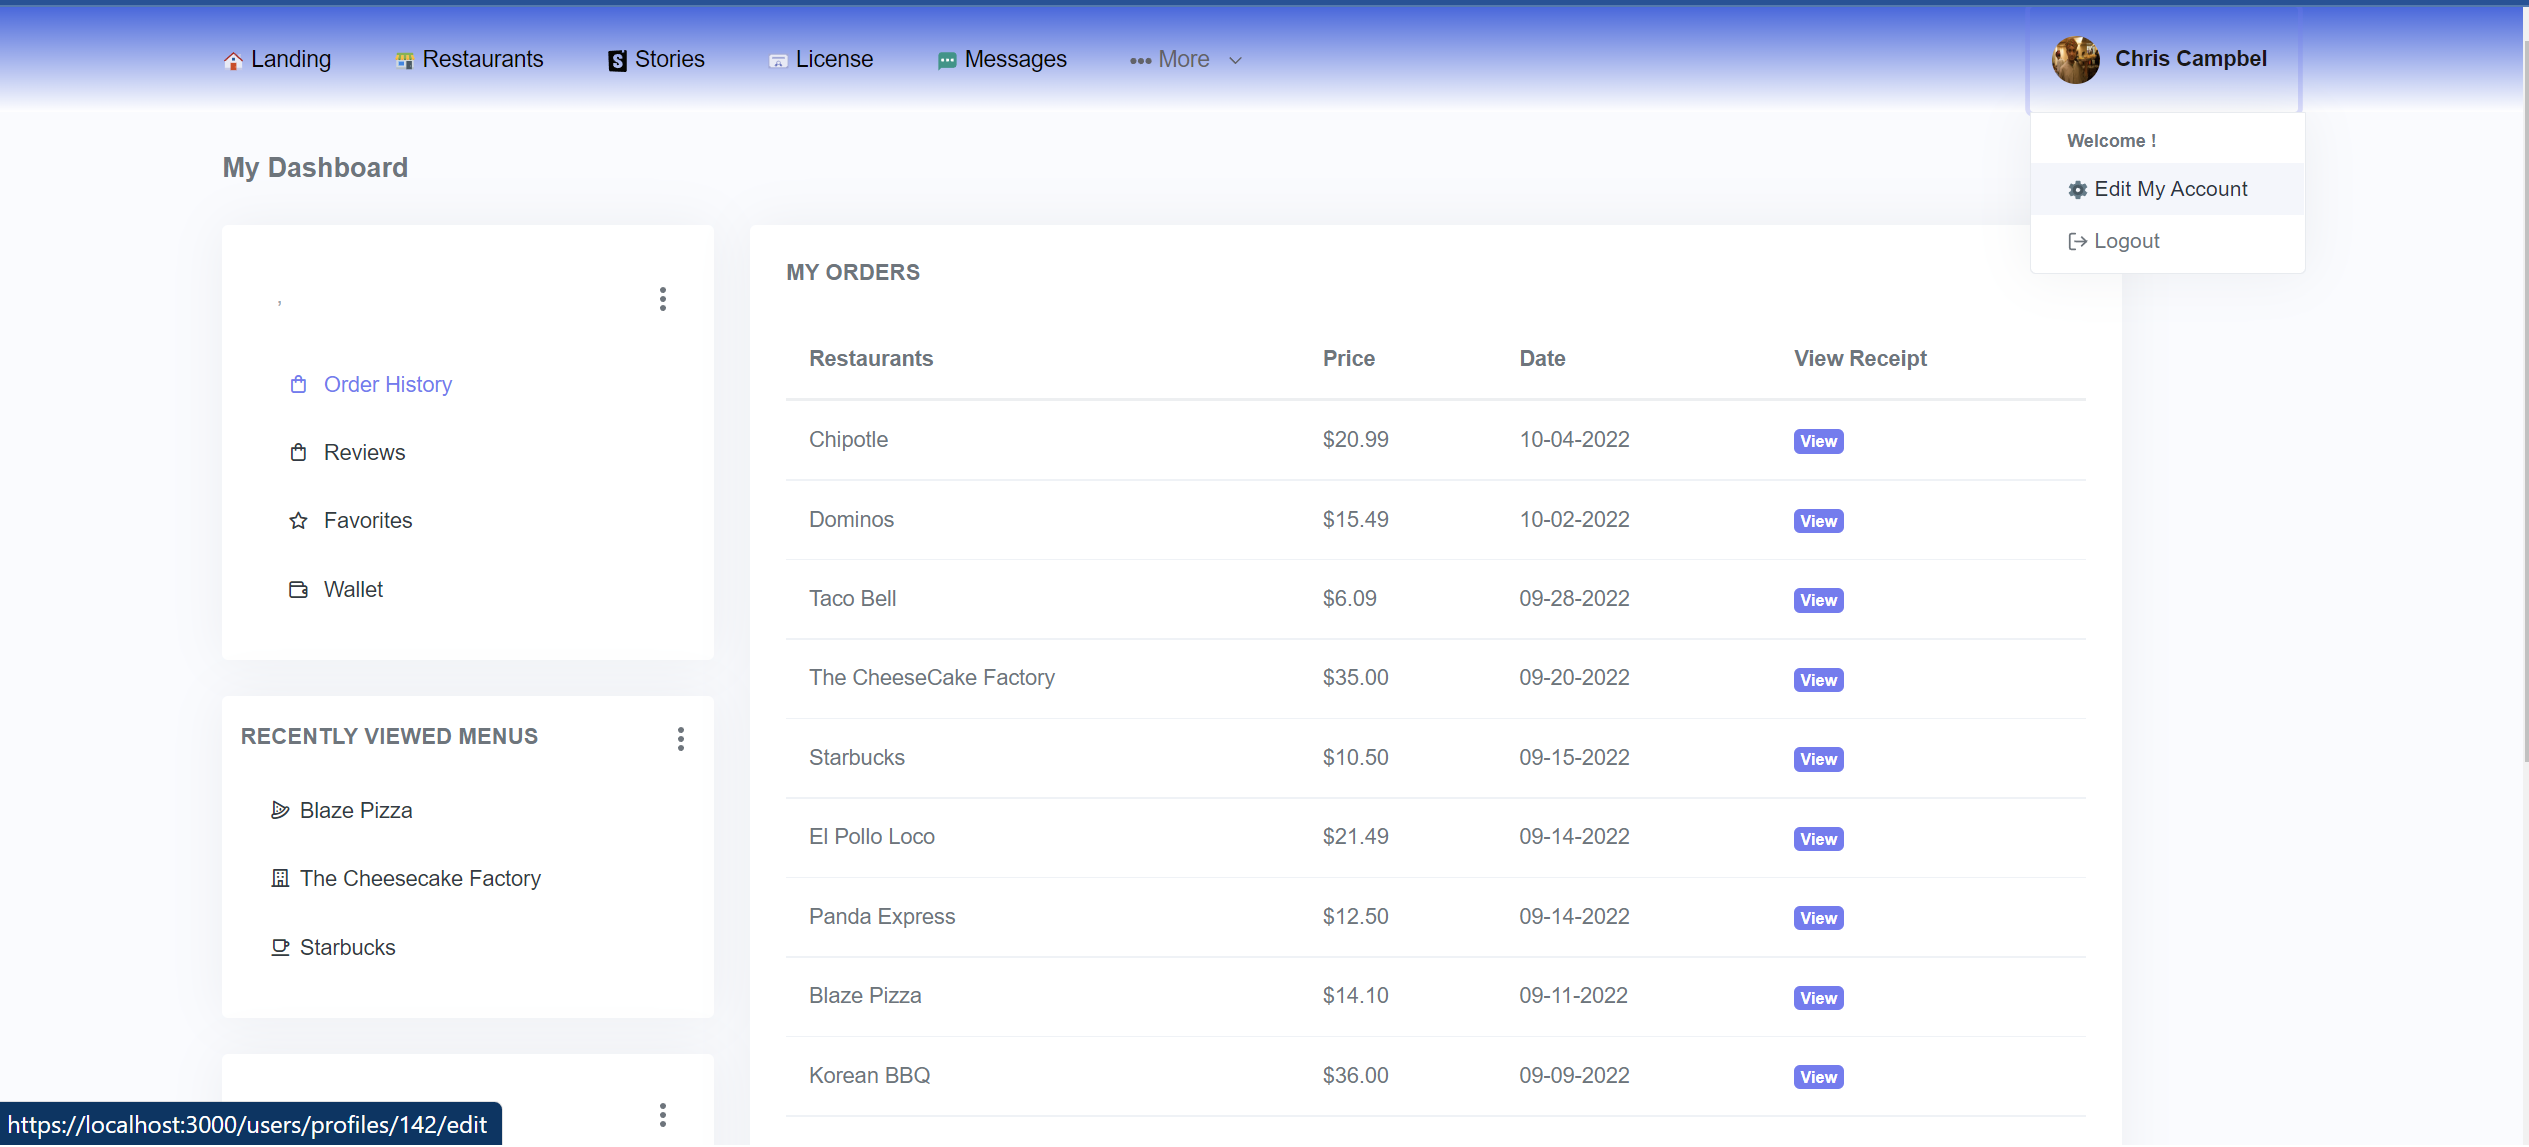 Landing Restaurants Stories License Messages More Chris Campbel
Welcome !
Edit My Account
Logout
My Dashboard
,
Order History
Reviews
Favorites
Wallet
RECENTLY VIEWED MENUS
Blaze Pizza
The Cheesecake Factory
Starbucks
MY ORDERS
Restaurants Price Date View Receipt
Chipotle $20.99 10-04-2022 View
Dominos $15.49 10-02-2022 View
Taco Bell $6.09 09-28-2022 View
The CheeseCake Factory $35.00 09-20-2022 View
Starbucks $10.50 09-15-2022 View
El Pollo Loco $21.49 09-14-2022 View
Panda Express $12.50 09-14-2022 View
Blaze Pizza $14.10 09-11-2022 View
Korean BBQ $36.00 09-09-2022 View
https://localhost:3000/users/profiles/142/edit